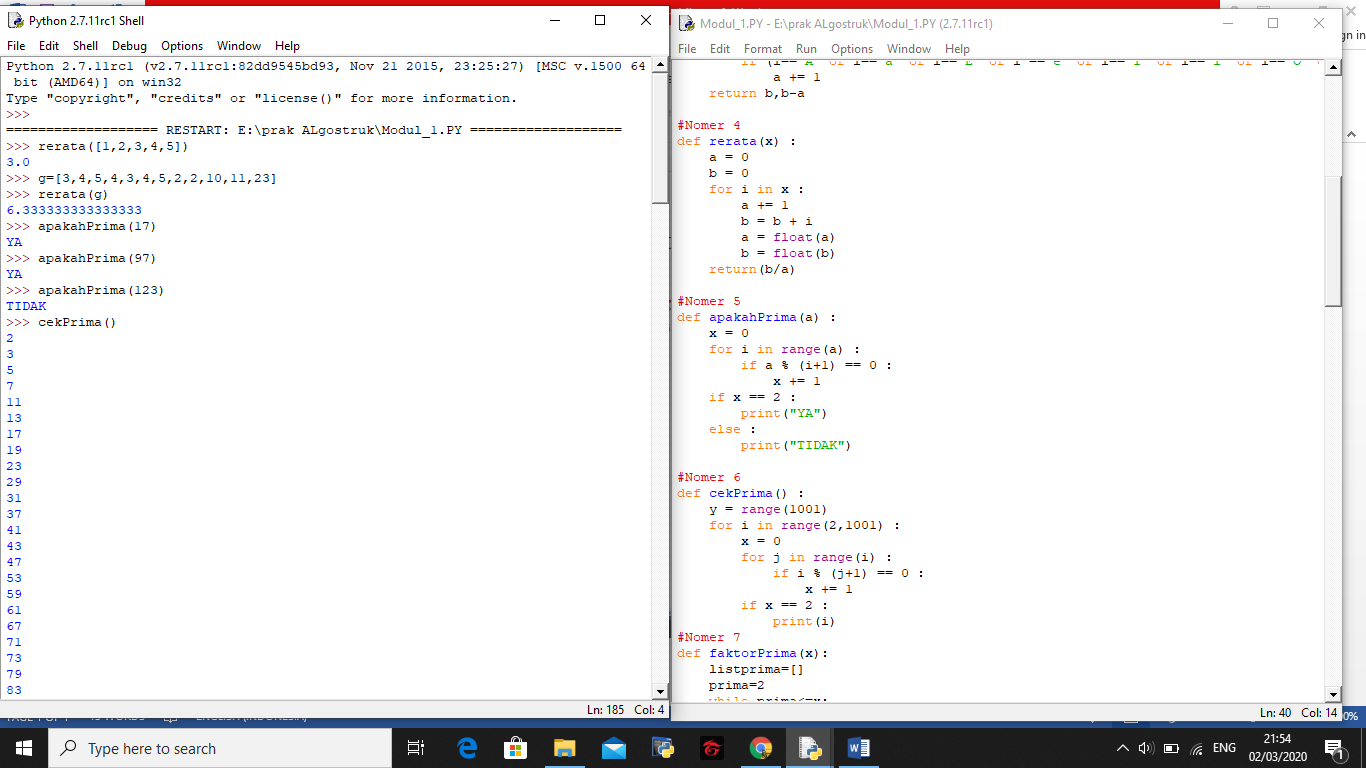 Python 2.7.11rc1 Shell
File Edit Shell Debug Options Window Help
Python 2.7.11rc1 (v2.7.11rc1:82dd9545bd93, Nov 21 2015, 23:25:27) [MSC v.1500 64
 bit (AMD64)] on win32
Type "copyright", "credits" or "license()" for more information.
>>>
=================== RESTART: E:\prak ALgostruk\Modul_1.PY ===================
>>> rerata([1,2,3,4,5])
3.0
>>> g=[3,4,5,4,3,4,5,2,2,10,11,23]
>>> rerata(g)
6.333333333333333
>>> apakahPrima(17)
YA
>>> apakahPrima(97)
YA
>>> apakahPrima(123)
TIDAK
>>> cekPrima()
2
3
5
7
11
13
17
19
23
29
31
37
41
43
47
53
59
61
67
71
73
79
83
Ln: 185 Col: 4
Modul_1.PY - E:\prak ALgostruk\Modul_1.PY (2.7.11rc1)
File Edit Format Run Options Window Help
            a += 1
    return b,b-a
#Nomer 4
def rerata(x) :
    a = 0
    b = 0
    for i in x :
        a += 1
        b = b + i
        a = float(a)
        b = float(b)
    return(b/a)
#Nomer 5
def apakahPrima(a) :
    x = 0
    for i in range(a) :
        if a % (i+1) == 0 :
            x += 1
    if x == 2 :
        print("YA")
    else :
        print("TIDAK")
#Nomer 6
def cekPrima() :
    y = range(1001)
    for i in range(2,1001) :
        x = 0
        for j in range(i) :
            if i % (j+1) == 0 :
                x += 1
        if x == 2 :
            print(i)
#Nomer 7
def faktorPrima(x):
    listprima=[]
    prima=2
    while prima<=x:
Ln: 40 Col: 14
gn in
0%
Type here to search
ENG
21:54
02/03/2020
1